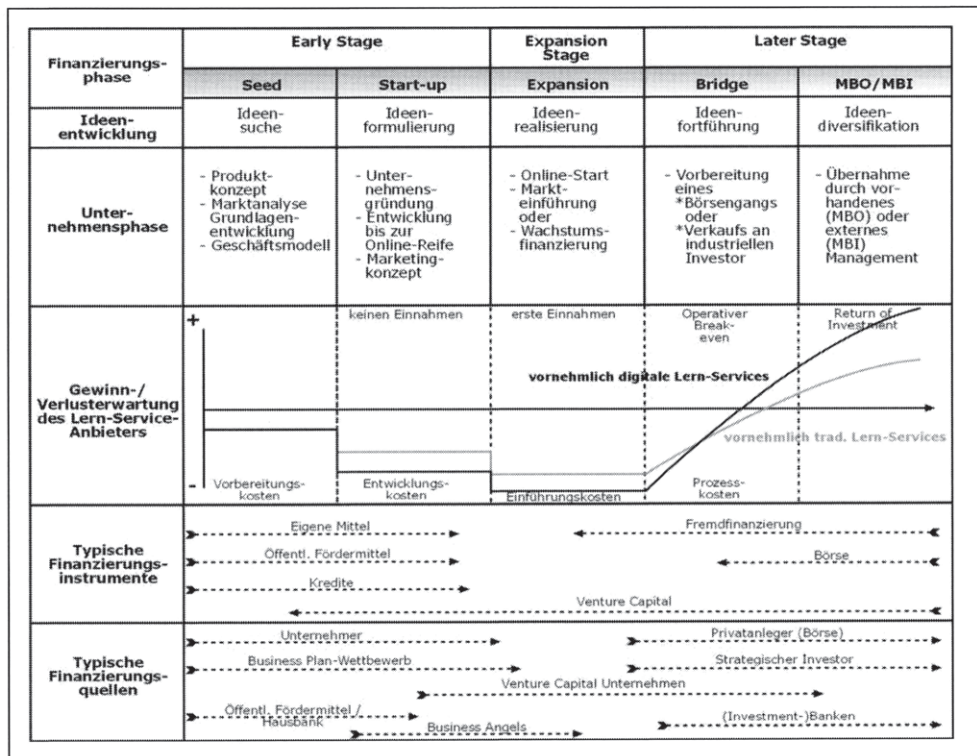 Finanzierungs-
phase
Early Stage
Expansion
Stage
Later Stage
Seed
Start-up
Expansion
Bridge
MBO/MBI
Ideen-
entwicklung
Ideen-
suche
Ideen-
formulierung
Ideen-
realisierung
Ideen-
fortführung
Ideen-
diversifikation
Unter-
nehmensphase
- Produkt-
konzept
- Marktanalyse
Grundlagen-
entwicklung
- Geschäftsmodell
- Unter-
nehmens-
gründung
- Entwicklung
bis zur
Online-Reife
- Marketing-
konzept
- Online-Start
- Markt-
einführung
oder
- Wachstums-
finanzierung
- Vorbereitung
eines
*Börsengangs
oder
*Verkaufs an
industriellen
Investor
- Übernahme
durch vor-
handenes
(MBO) oder
externes
(MBI)
Management
Gewinn-/
Verlusterwartung
des Lern-Service-
Anbieters
+
-
keinen Einnahmen
erste Einnahmen
Operativer
Break-
even
Return of
Investment
vornehmlich digitale Lern-Services
vornehmlich trad. Lern-Services
Vorbereitungs-
kosten
Entwicklungs-
kosten
Einführungskosten
Prozess-
kosten
Typische
Finanzierungs-
instrumente
Eigene Mittel
Fremdfinanzierung
Öffentl. Fördermittel
Börse
Kredite
Venture Capital
Typische
Finanzierungs-
quellen
Unternehmer
Privatanleger (Börse)
Business Plan-Wettbewerb
Strategischer Investor
Venture Capital Unternehmen
Öffentl. Fördermittel /
Hausbank
Business Angels
(Investment-)Banken